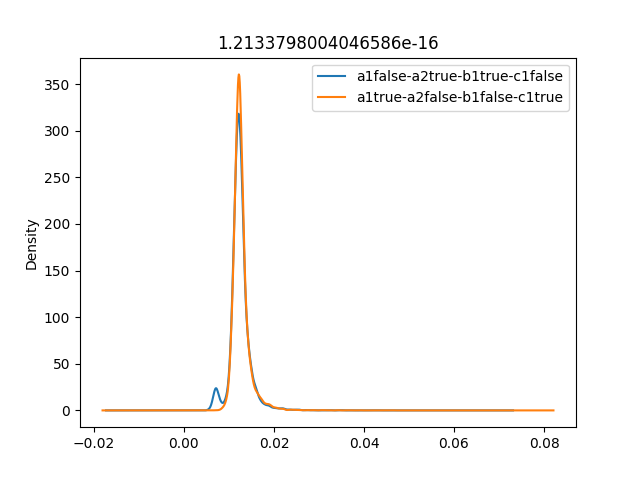 1.2133798004046586e-16
a1false-a2true-b1true-c1false
a1true-a2false-b1false-c1true
Density
350
300
250
200
150
100
50
0
−0.02 0.00 0.02 0.04 0.06 0.08